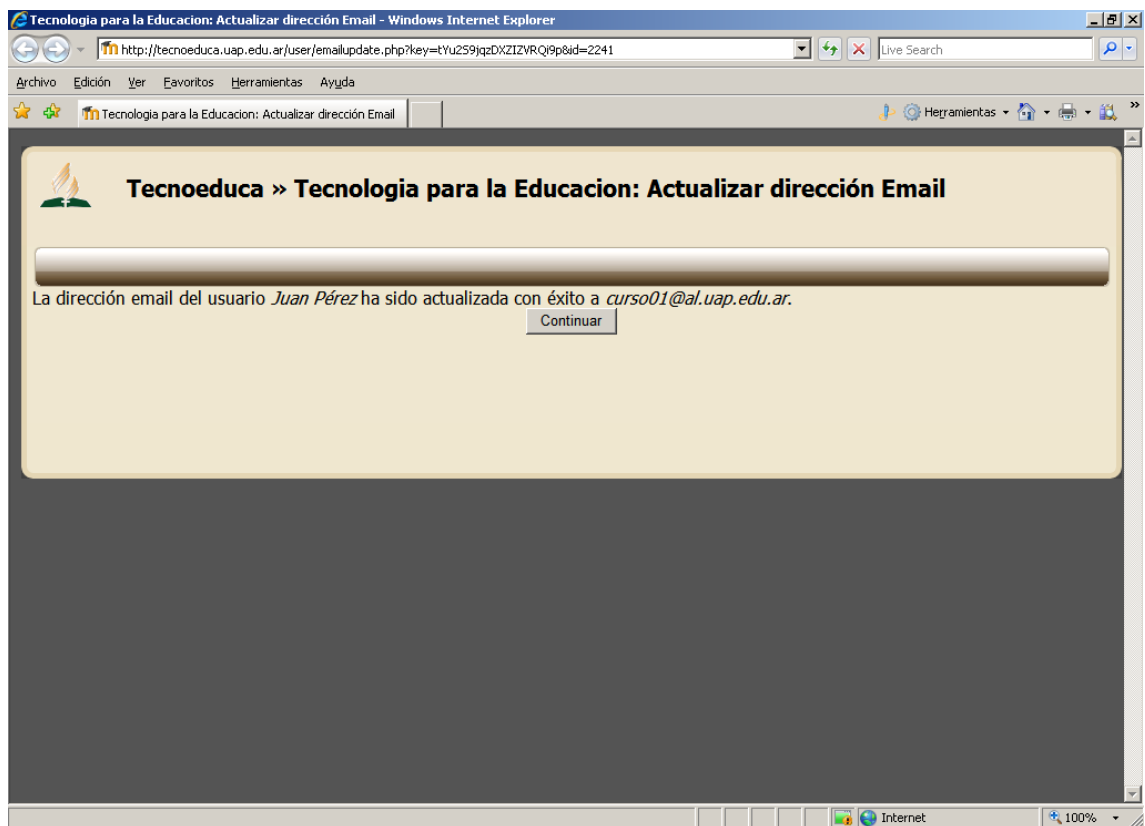 Tecnologia para la Educacion: Actualizar dirección Email - Windows Internet Explorer
http://tecnoeduca.uap.edu.ar/user/emailupdate.php?key=tYu2S9jqzDXZIZVRQi9p&id=2241
Live Search
Archivo Edición Ver Favoritos Herramientas Ayuda
Tecnologia para la Educacion: Actualizar dirección Email
Herramientas
Tecnoeduca » Tecnologia para la Educacion: Actualizar dirección Email
La dirección email del usuario Juan Pérez ha sido actualizada con éxito a curso01@al.uap.edu.ar.
Continuar
Internet
100%